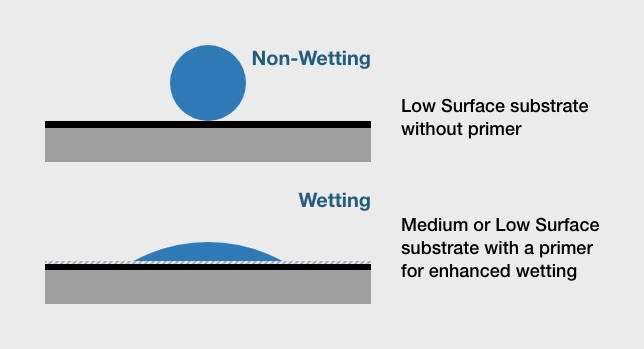 Non-Wetting
Low Surface substrate
without primer
Wetting
Medium or Low Surface
substrate with a primer
for enhanced wetting